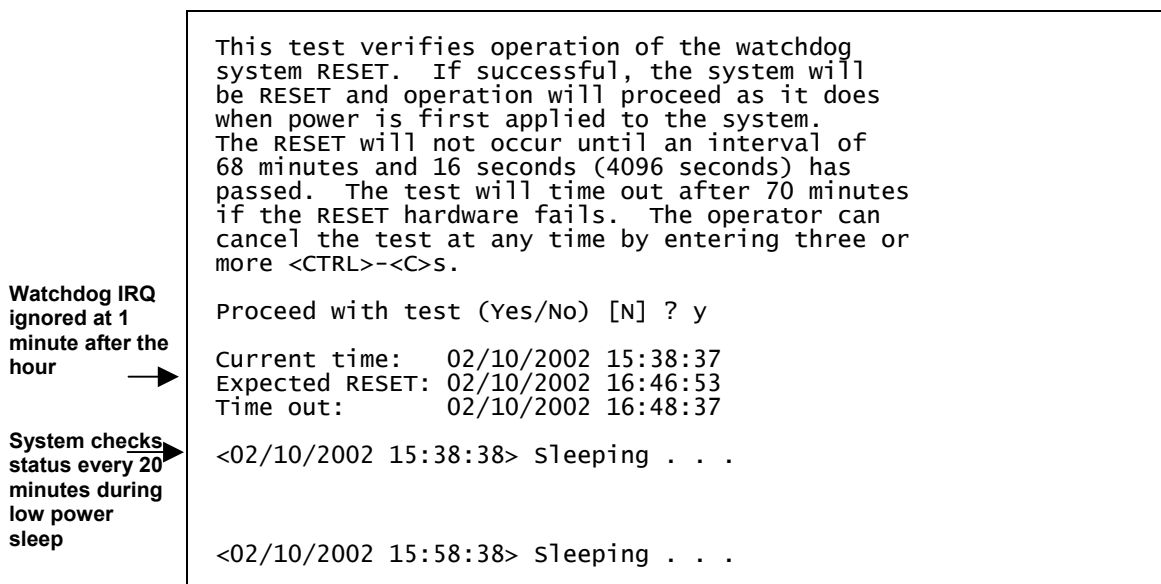 This test verifies operation of the watchdog
system RESET.  If successful, the system will
be RESET and operation will proceed as it does
when power is first applied to the system.
The RESET will not occur until an interval of
68 minutes and 16 seconds (4096 seconds) has
passed.  The test will time out after 70 minutes
if the RESET hardware fails.  The operator can
cancel the test at any time by entering three or
more <CTRL>-<C>s.
Proceed with test (Yes/No) [N] ? y
Watchdog IRQ
ignored at 1
minute after the
hour
Current time:   02/10/2002 15:38:37
Expected RESET: 02/10/2002 16:46:53
Time out:       02/10/2002 16:48:37
System checks
status every 20
minutes during
low power
sleep
<02/10/2002 15:38:38> Sleeping . . .
<02/10/2002 15:58:38> Sleeping . . .